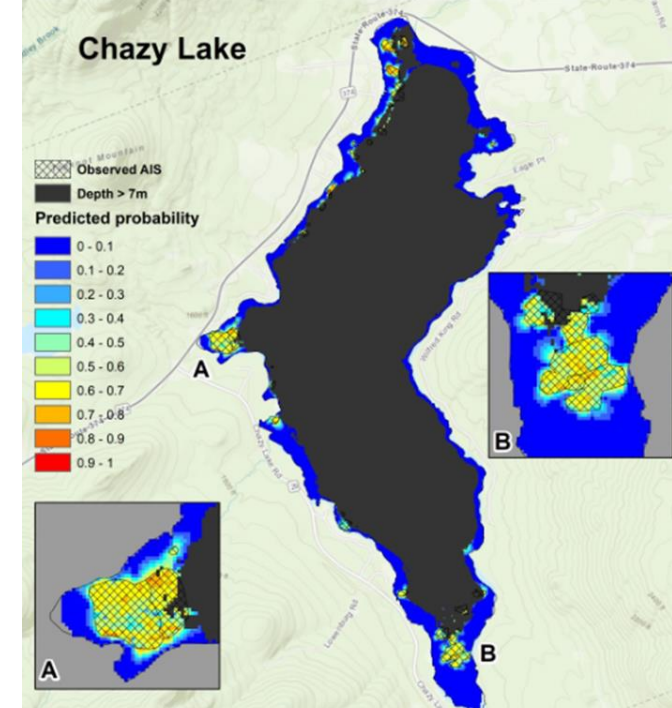 Chazy Lake
State Route 374
State-Route-374
374
Observed AIS
Depth > 7m
Predicted probability
0 - 0.1
0.1 - 0.2
0.2 - 0.3
0.3 - 0.4
0.4 - 0.5
0.5 - 0.6
0.6 - 0.7
0.7 - 0.8
0.8 - 0.9
0.9 - 1
Eagle Pt
Wilfred King Rd
A
B
Chazy Lake Rd
Lowenburg Rd
A
B